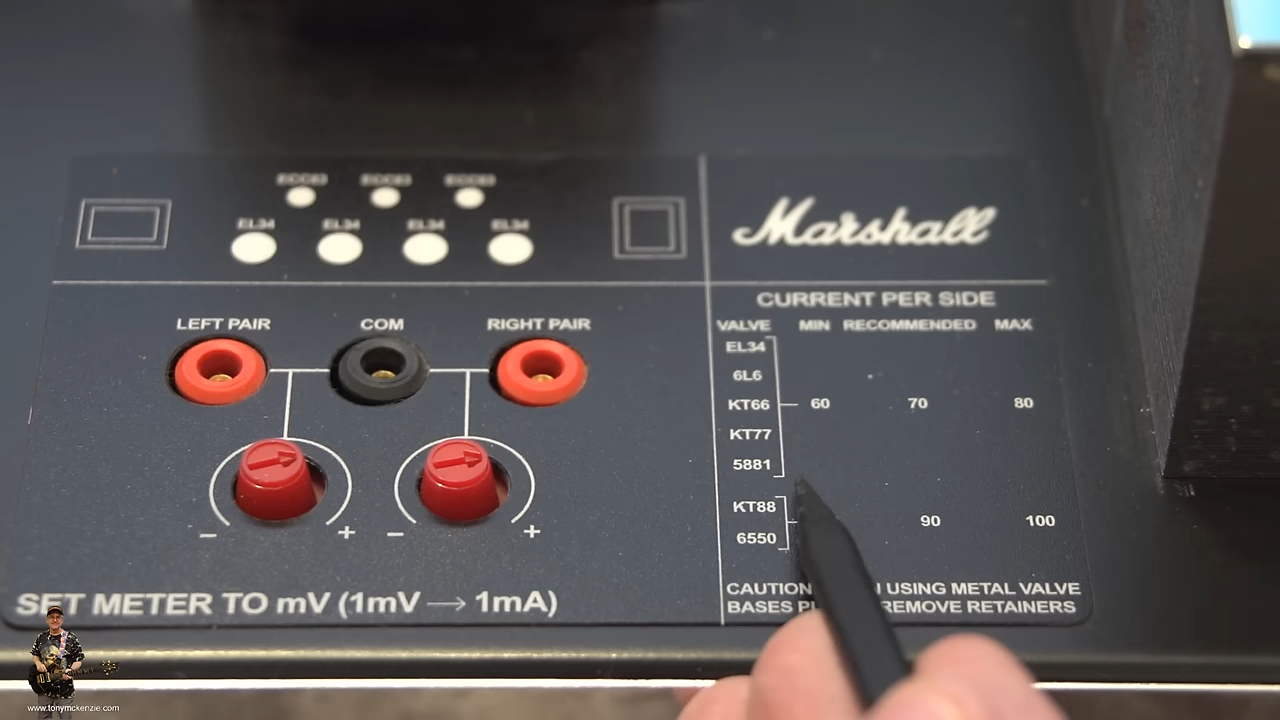 ECC83 ECC83 ECC83
EL34 EL34 EL34 EL34
Marshall
LEFT PAIR COM RIGHT PAIR
- + - +
SET METER TO mV (1mV → 1mA)
CURRENT PER SIDE
VALVE MIN RECOMMENDED MAX
EL34
6L6
KT66 60 70 80
KT77
5881
KT88
90 100
6550
CAUTION USING METAL VALVE
BASES REMOVE RETAINERS
www.tonymckenzie.com